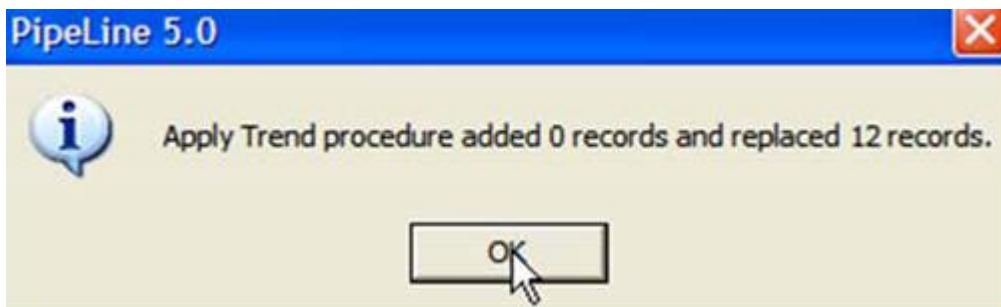 PipeLine 5.0
Apply Trend procedure added 0 records and replaced 12 records.
OK